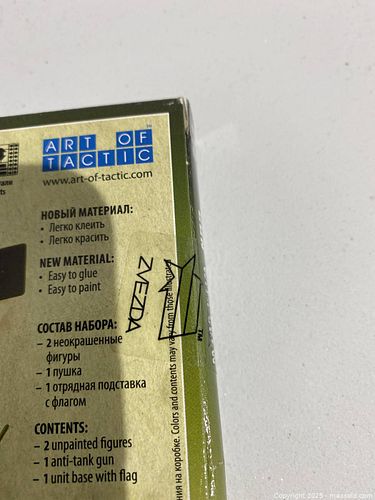 ART OF
TACTIC
™
www.art-of-tactic.com
НОВЫЙ МАТЕРИАЛ:
• Легко клеить
• Легко красить
NEW MATERIAL:
• Easy to glue
• Easy to paint
СОСТАВ НАБОРА:
– 2 неокрашенные
фигуры
– 1 пушка
– 1 отрядная подставка
с флагом
CONTENTS:
– 2 unpainted figures
– 1 anti-tank gun
– 1 unit base with flag
ZVEZDA
™
ния на коробке. Colors and contents may vary from those illustrated
Copyright 2025 - maxsold.com